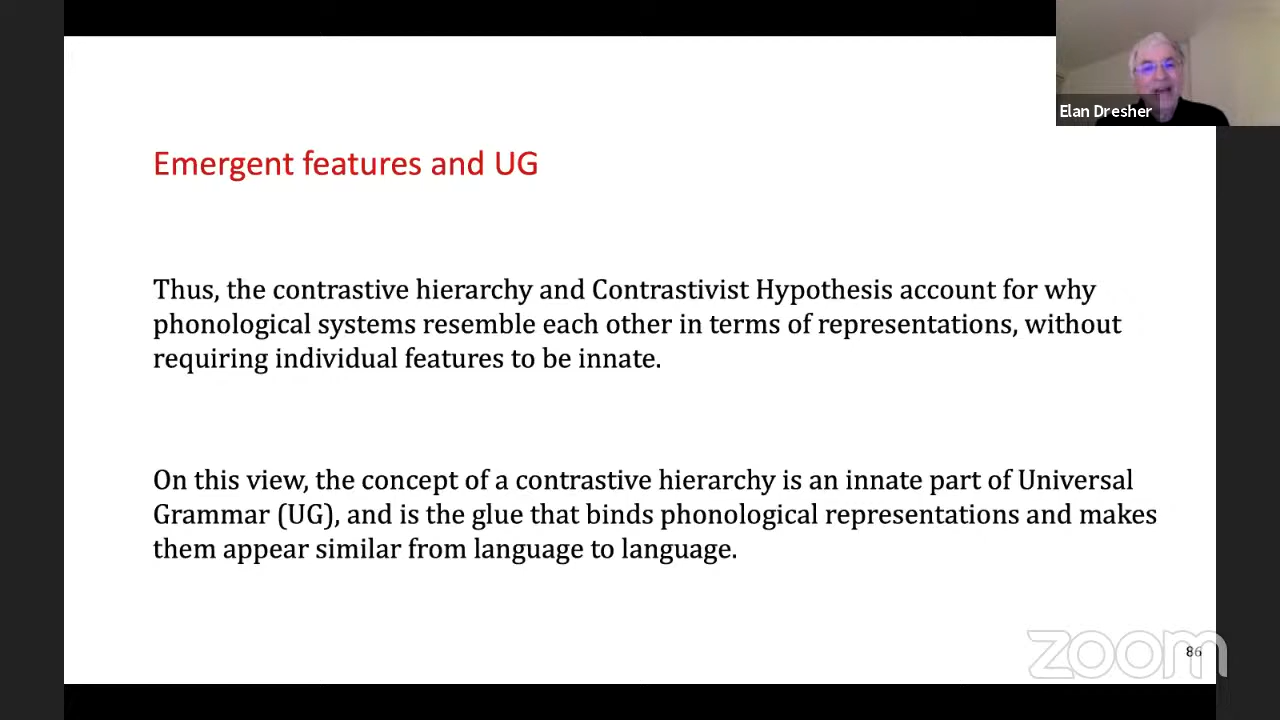 Elan Dresher
Emergent features and UG
Thus, the contrastive hierarchy and Contrastivist Hypothesis account for why
phonological systems resemble each other in terms of representations, without
requiring individual features to be innate.
On this view, the concept of a contrastive hierarchy is an innate part of Universal
Grammar (UG), and is the glue that binds phonological representations and makes
them appear similar from language to language.
zoom
86